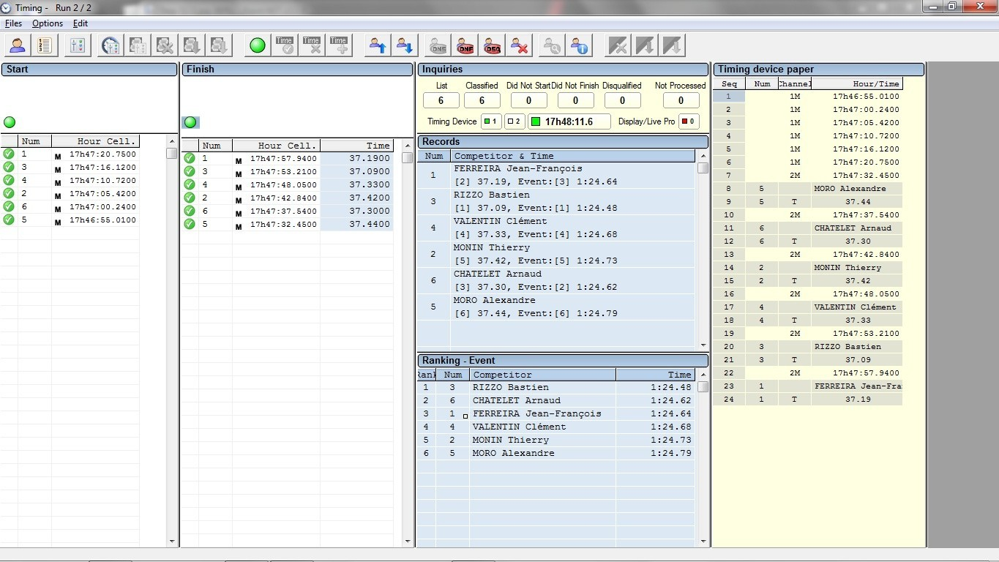 Timing - Run 2 / 2
Files Options Edit
Time Time Time DNS DNF DSQ
Start
Num Hour Cell.
1 M 17h47:20.7500
3 M 17h47:16.1200
4 M 17h47:10.7200
2 M 17h47:05.4200
6 M 17h47:00.2400
5 M 17h46:55.0100
Finish
Num Hour Cell. Time
1 M 17h47:57.9400 37.1900
3 M 17h47:53.2100 37.0900
4 M 17h47:48.0500 37.3300
2 M 17h47:42.8400 37.4200
6 M 17h47:37.5400 37.3000
5 M 17h47:32.4500 37.4400
Inquiries
List Classified Did Not Start Did Not Finish Disqualified Not Processed
6 6 0 0 0 0
Timing Device 1 2 17h48:11.6 Display/Live Pro 0
Records
Num Competitor & Time
1 FERREIRA Jean-François
[2] 37.19, Event:[3] 1:24.64
3 RIZZO Bastien
[1] 37.09, Event:[1] 1:24.48
4 VALENTIN Clément
[4] 37.33, Event:[4] 1:24.68
2 MONIN Thierry
[5] 37.42, Event:[5] 1:24.73
6 CHATELET Arnaud
[3] 37.30, Event:[2] 1:24.62
5 MORO Alexandre
[6] 37.44, Event:[6] 1:24.79
Ranking - Event
Rank Num Competitor Time
1 3 RIZZO Bastien 1:24.48
2 6 CHATELET Arnaud 1:24.62
3 1 FERREIRA Jean-François 1:24.64
4 4 VALENTIN Clément 1:24.68
5 2 MONIN Thierry 1:24.73
6 5 MORO Alexandre 1:24.79
Timing device paper
Seq Num Channel Hour/Time
1 1M 17h46:55.0100
2 1M 17h47:00.2400
3 1M 17h47:05.4200
4 1M 17h47:10.7200
5 1M 17h47:16.1200
6 1M 17h47:20.7500
7 2M 17h47:32.4500
8 5 MORO Alexandre
9 5 T 37.44
10 2M 17h47:37.5400
11 6 CHATELET Arnaud
12 6 T 37.30
13 2M 17h47:42.8400
14 2 MONIN Thierry
15 2 T 37.42
16 2M 17h47:48.0500
17 4 VALENTIN Clément
18 4 T 37.33
19 2M 17h47:53.2100
20 3 RIZZO Bastien
21 3 T 37.09
22 2M 17h47:57.9400
23 1 FERREIRA Jean-Fra
24 1 T 37.19